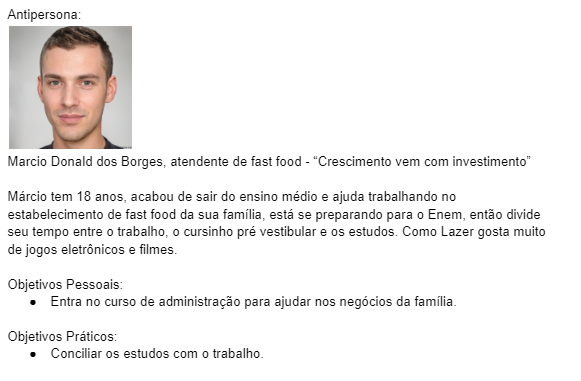 Antipersona:
Marcio Donald dos Borges, atendente de fast food - “Crescimento vem com investimento”
Márcio tem 18 anos, acabou de sair do ensino médio e ajuda trabalhando no
estabelecimento de fast food da sua família, está se preparando para o Enem, então divide
seu tempo entre o trabalho, o cursinho pré vestibular e os estudos. Como Lazer gosta muito
de jogos eletrônicos e filmes.
Objetivos Pessoais:
● Entra no curso de administração para ajudar nos negócios da família.
Objetivos Práticos:
● Conciliar os estudos com o trabalho.